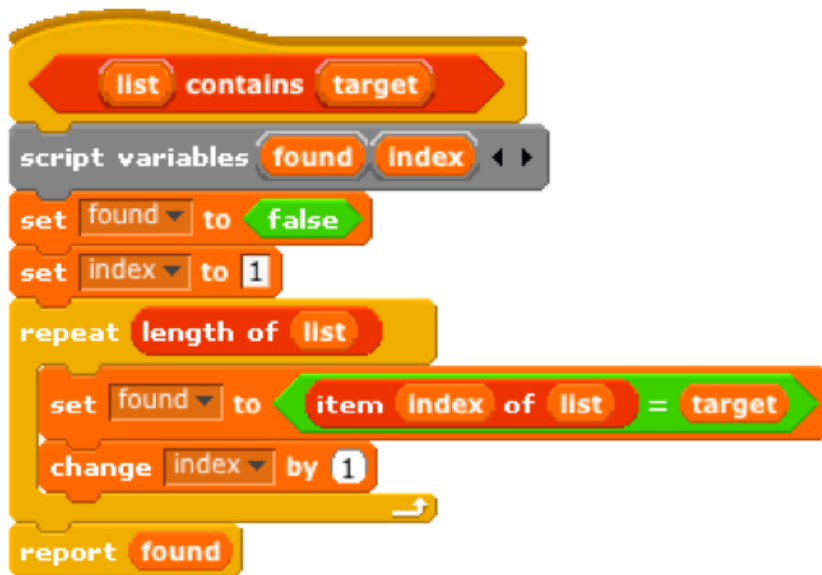 list contains target
script variables found index
set found to false
set index to 1
repeat length of list
set found to item index of list = target
change index by 1
report found